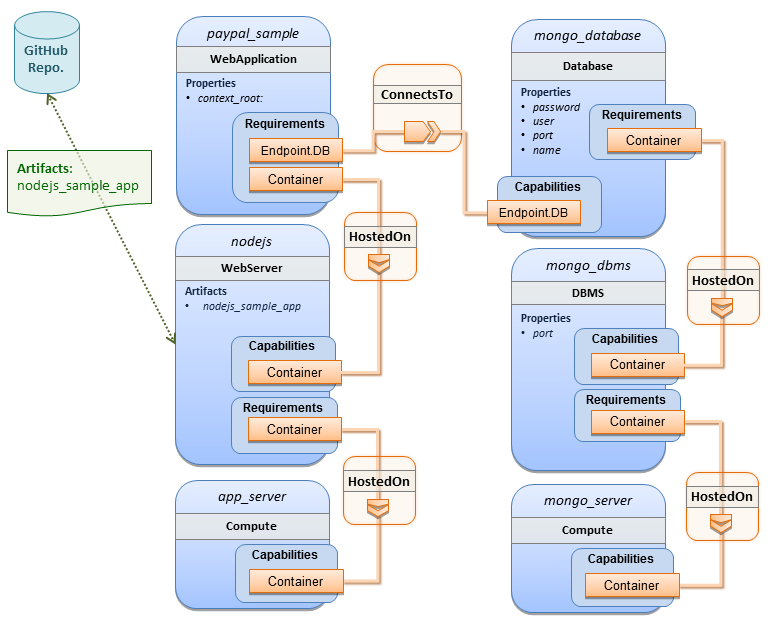 GitHub
Repo.
Artifacts:
nodejs_sample_app
paypal_sample
WebApplication
Properties
• context_root:
Requirements
Endpoint.DB
Container
ConnectsTo
mongo_database
Database
Properties
• password
• user
• port
• name
Requirements
Container
Capabilities
Endpoint.DB
HostedOn
nodejs
WebServer
Artifacts
• nodejs_sample_app
Capabilities
Container
Requirements
Container
HostedOn
mongo_dbms
DBMS
Properties
• port
Capabilities
Container
Requirements
Container
HostedOn
app_server
Compute
Capabilities
Container
HostedOn
mongo_server
Compute
Capabilities
Container